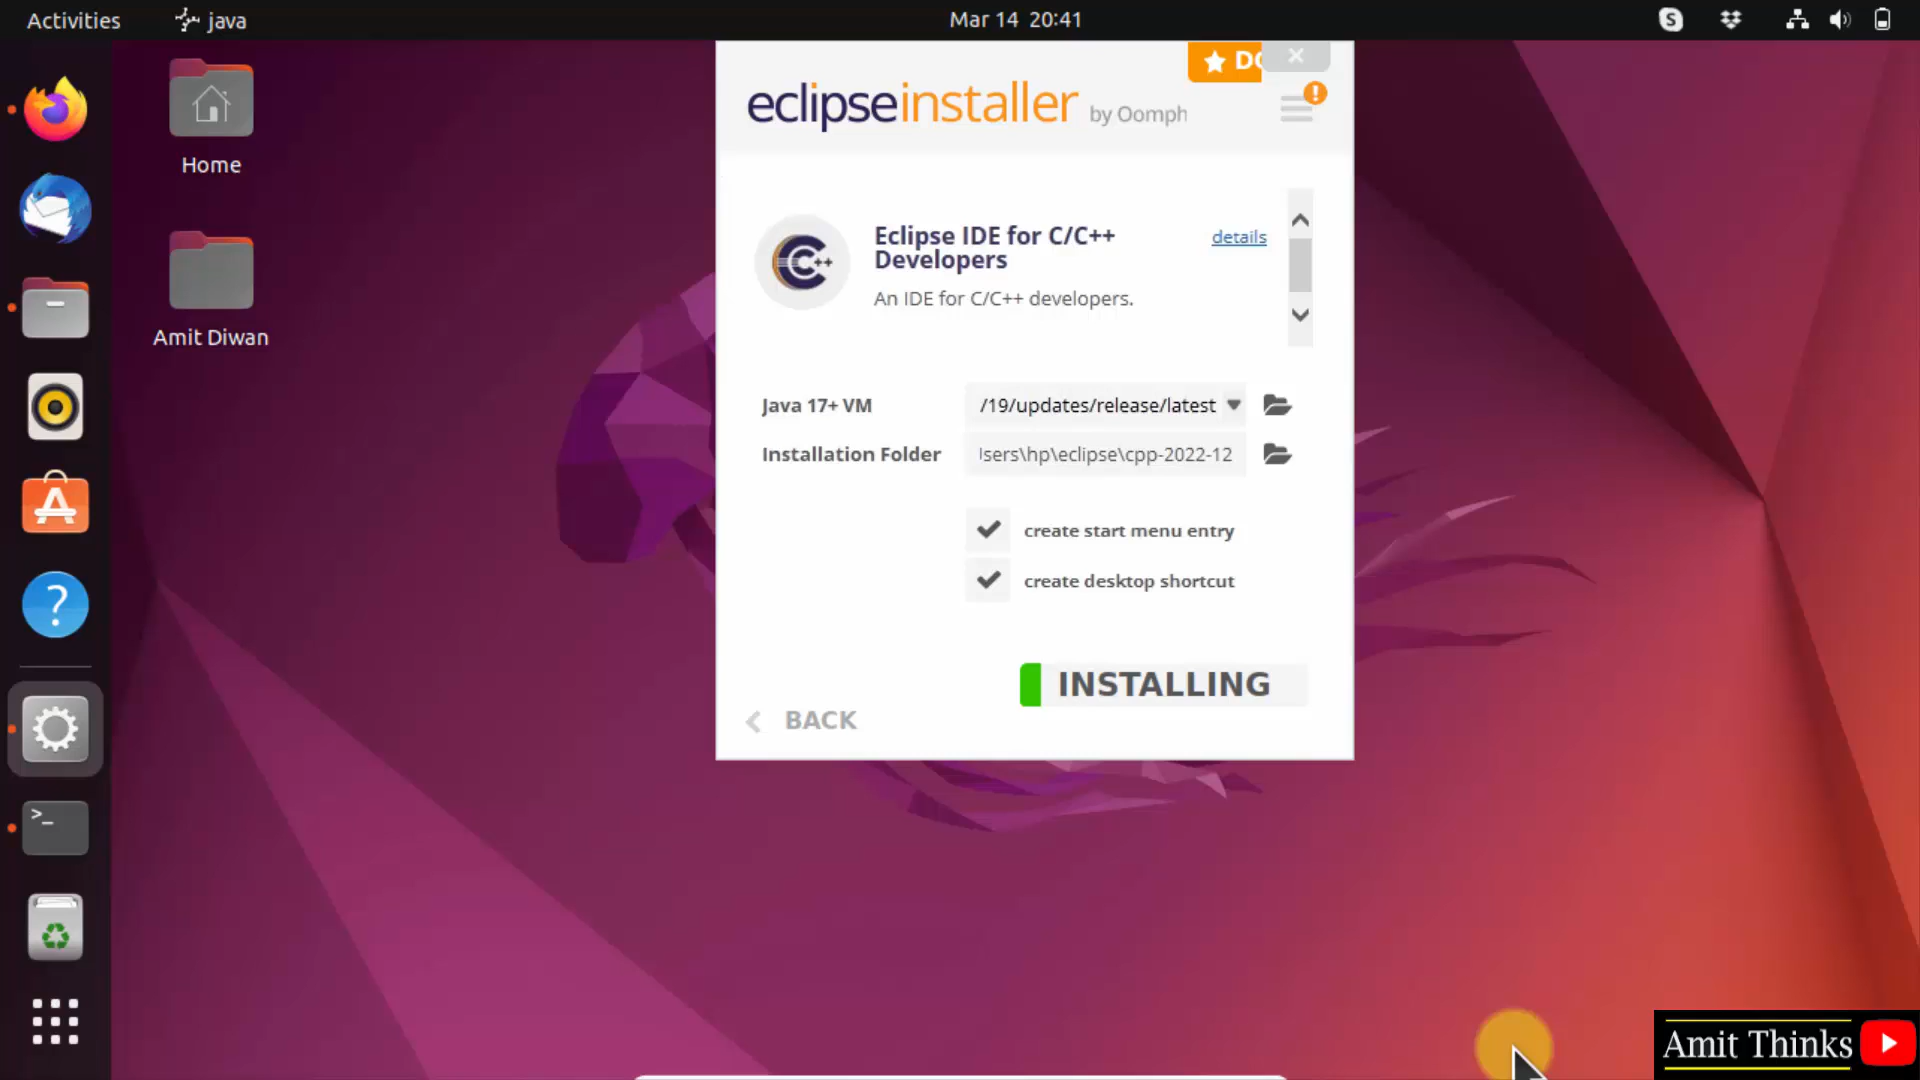 Activities
java
Mar 14 20:41
Home
Amit Diwan
eclipseinstaller by Oomph
Eclipse IDE for C/C++
Developers
details
An IDE for C/C++ developers.
Java 17+ VM
/19/updates/release/latest
Installation Folder
sers\hp\eclipse\cpp-2022-12
create start menu entry
create desktop shortcut
INSTALLING
BACK
Amit Thinks